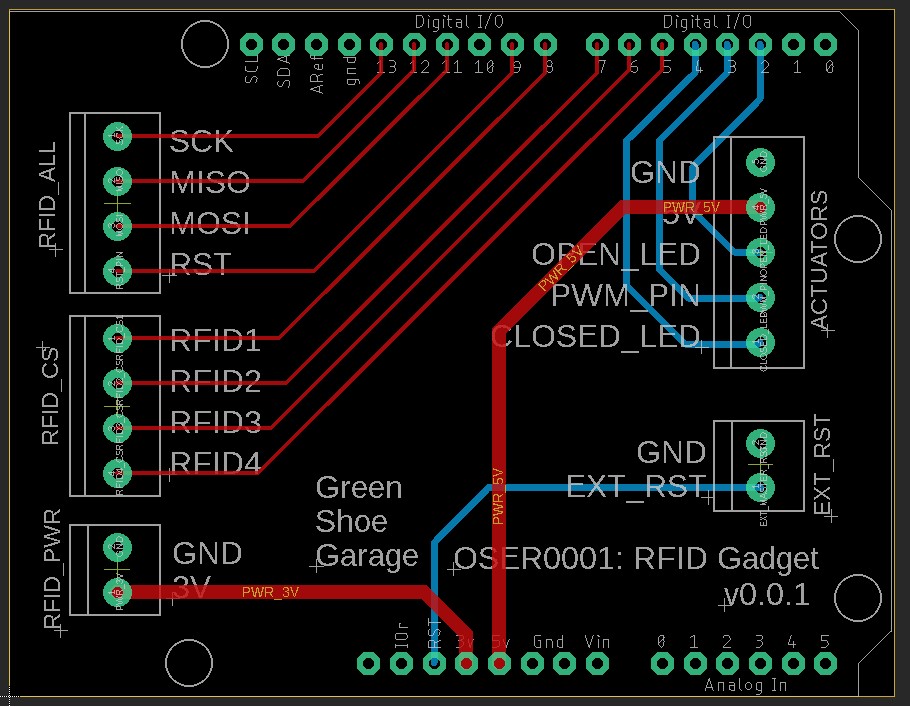 Digital I/O
Digital I/O
SCL
SDA
ARef
gnd
13
12
11
10
9
8
7
6
5
4
3
2
1
0
RFID_ALL
SCK
MISO
MOSI
RST
RFID_CS
RFID1
RFID2
RFID3
RFID4
RFID_PWR
GND
3V
PWR_3V
GND
5V
OPEN_LED
PWM_PIN
CLOSED_LED
ACTUATORS
PWR_5V
PWR_5V
PWR_5V
GND
EXT_RST
EXT_RST
Green
Shoe
Garage
OSER0001: RFID Gadget
v0.0.1
IOr
RST
3v
5v
Gnd
Vin
0
1
2
3
4
5
Analog In